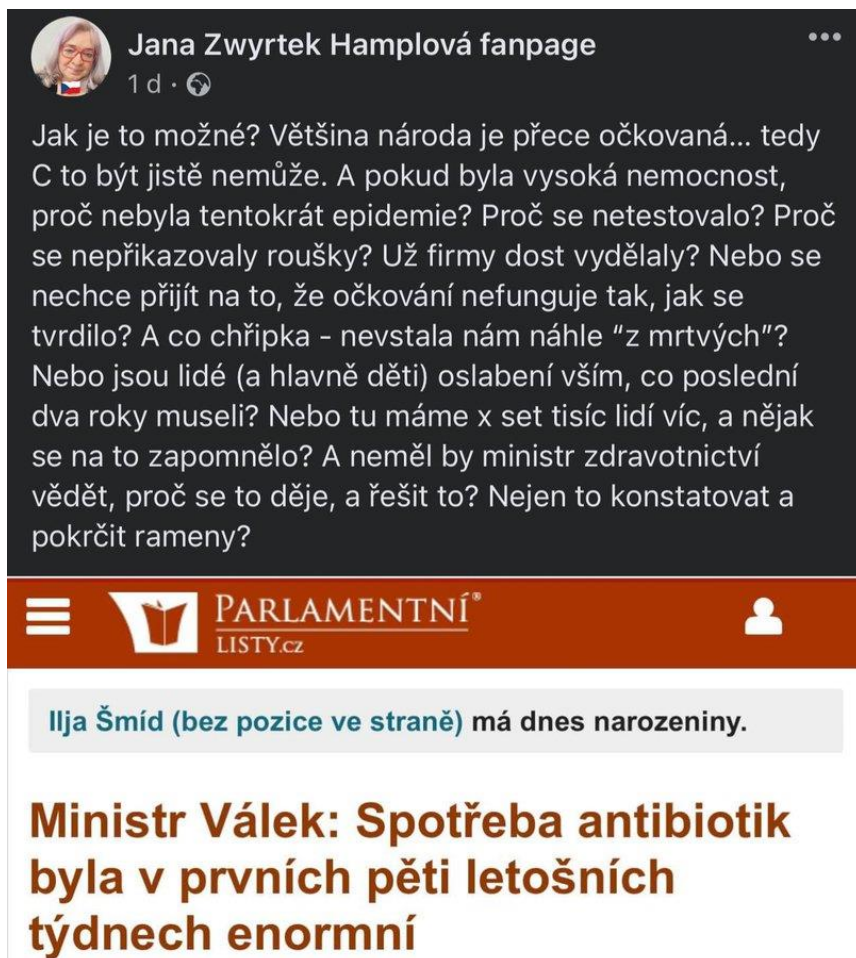 Jana Zwyrtek Hamplová fanpage
1 d ·
Jak je to možné? Většina národa je přece očkovaná... tedy
C to být jistě nemůže. A pokud byla vysoká nemocnost,
proč nebyla tentokrát epidemie? Proč se netestovalo? Proč
se nepřikazovaly roušky? Už firmy dost vydělaly? Nebo se
nechce přijít na to, že očkování nefunguje tak, jak se
tvrdilo? A co chřipka - nevstala nám náhle “z mrtvých”?
Nebo jsou lidé (a hlavně děti) oslabení vším, co poslední
dva roky museli? Nebo tu máme x set tisíc lidí víc, a nějak
se na to zapomnělo? A neměl by ministr zdravotnictví
vědět, proč se to děje, a řešit to? Nejen to konstatovat a
pokrčit rameny?
PARLAMENTNÍ®
LISTY.CZ
Ilja Šmíd (bez pozice ve straně) má dnes narozeniny.
Ministr Válek: Spotřeba antibiotik
byla v prvních pěti letošních
týdnech enormní